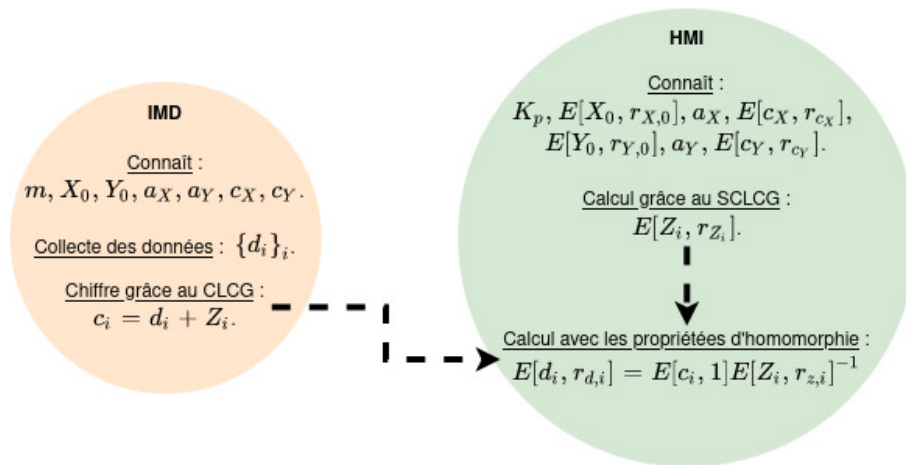 IMD
Connaît :
m, X_0, Y_0, a_X, a_Y, c_X, c_Y.
Collecte des données : {d_i}_i.
Chiffre grâce au CLCG :
c_i = d_i + Z_i.
HMI
Connaît :
K_p, E[X_0, r_{X,0}], a_X, E[c_X, r_{c_X}],
E[Y_0, r_{Y,0}], a_Y, E[c_Y, r_{c_Y}].
Calcul grâce au SCLCG :
E[Z_i, r_{Z_i}].
Calcul avec les propriétées d'homomorphie :
E[d_i, r_{d,i}] = E[c_i, 1]E[Z_i, r_{z,i}]^{-1}